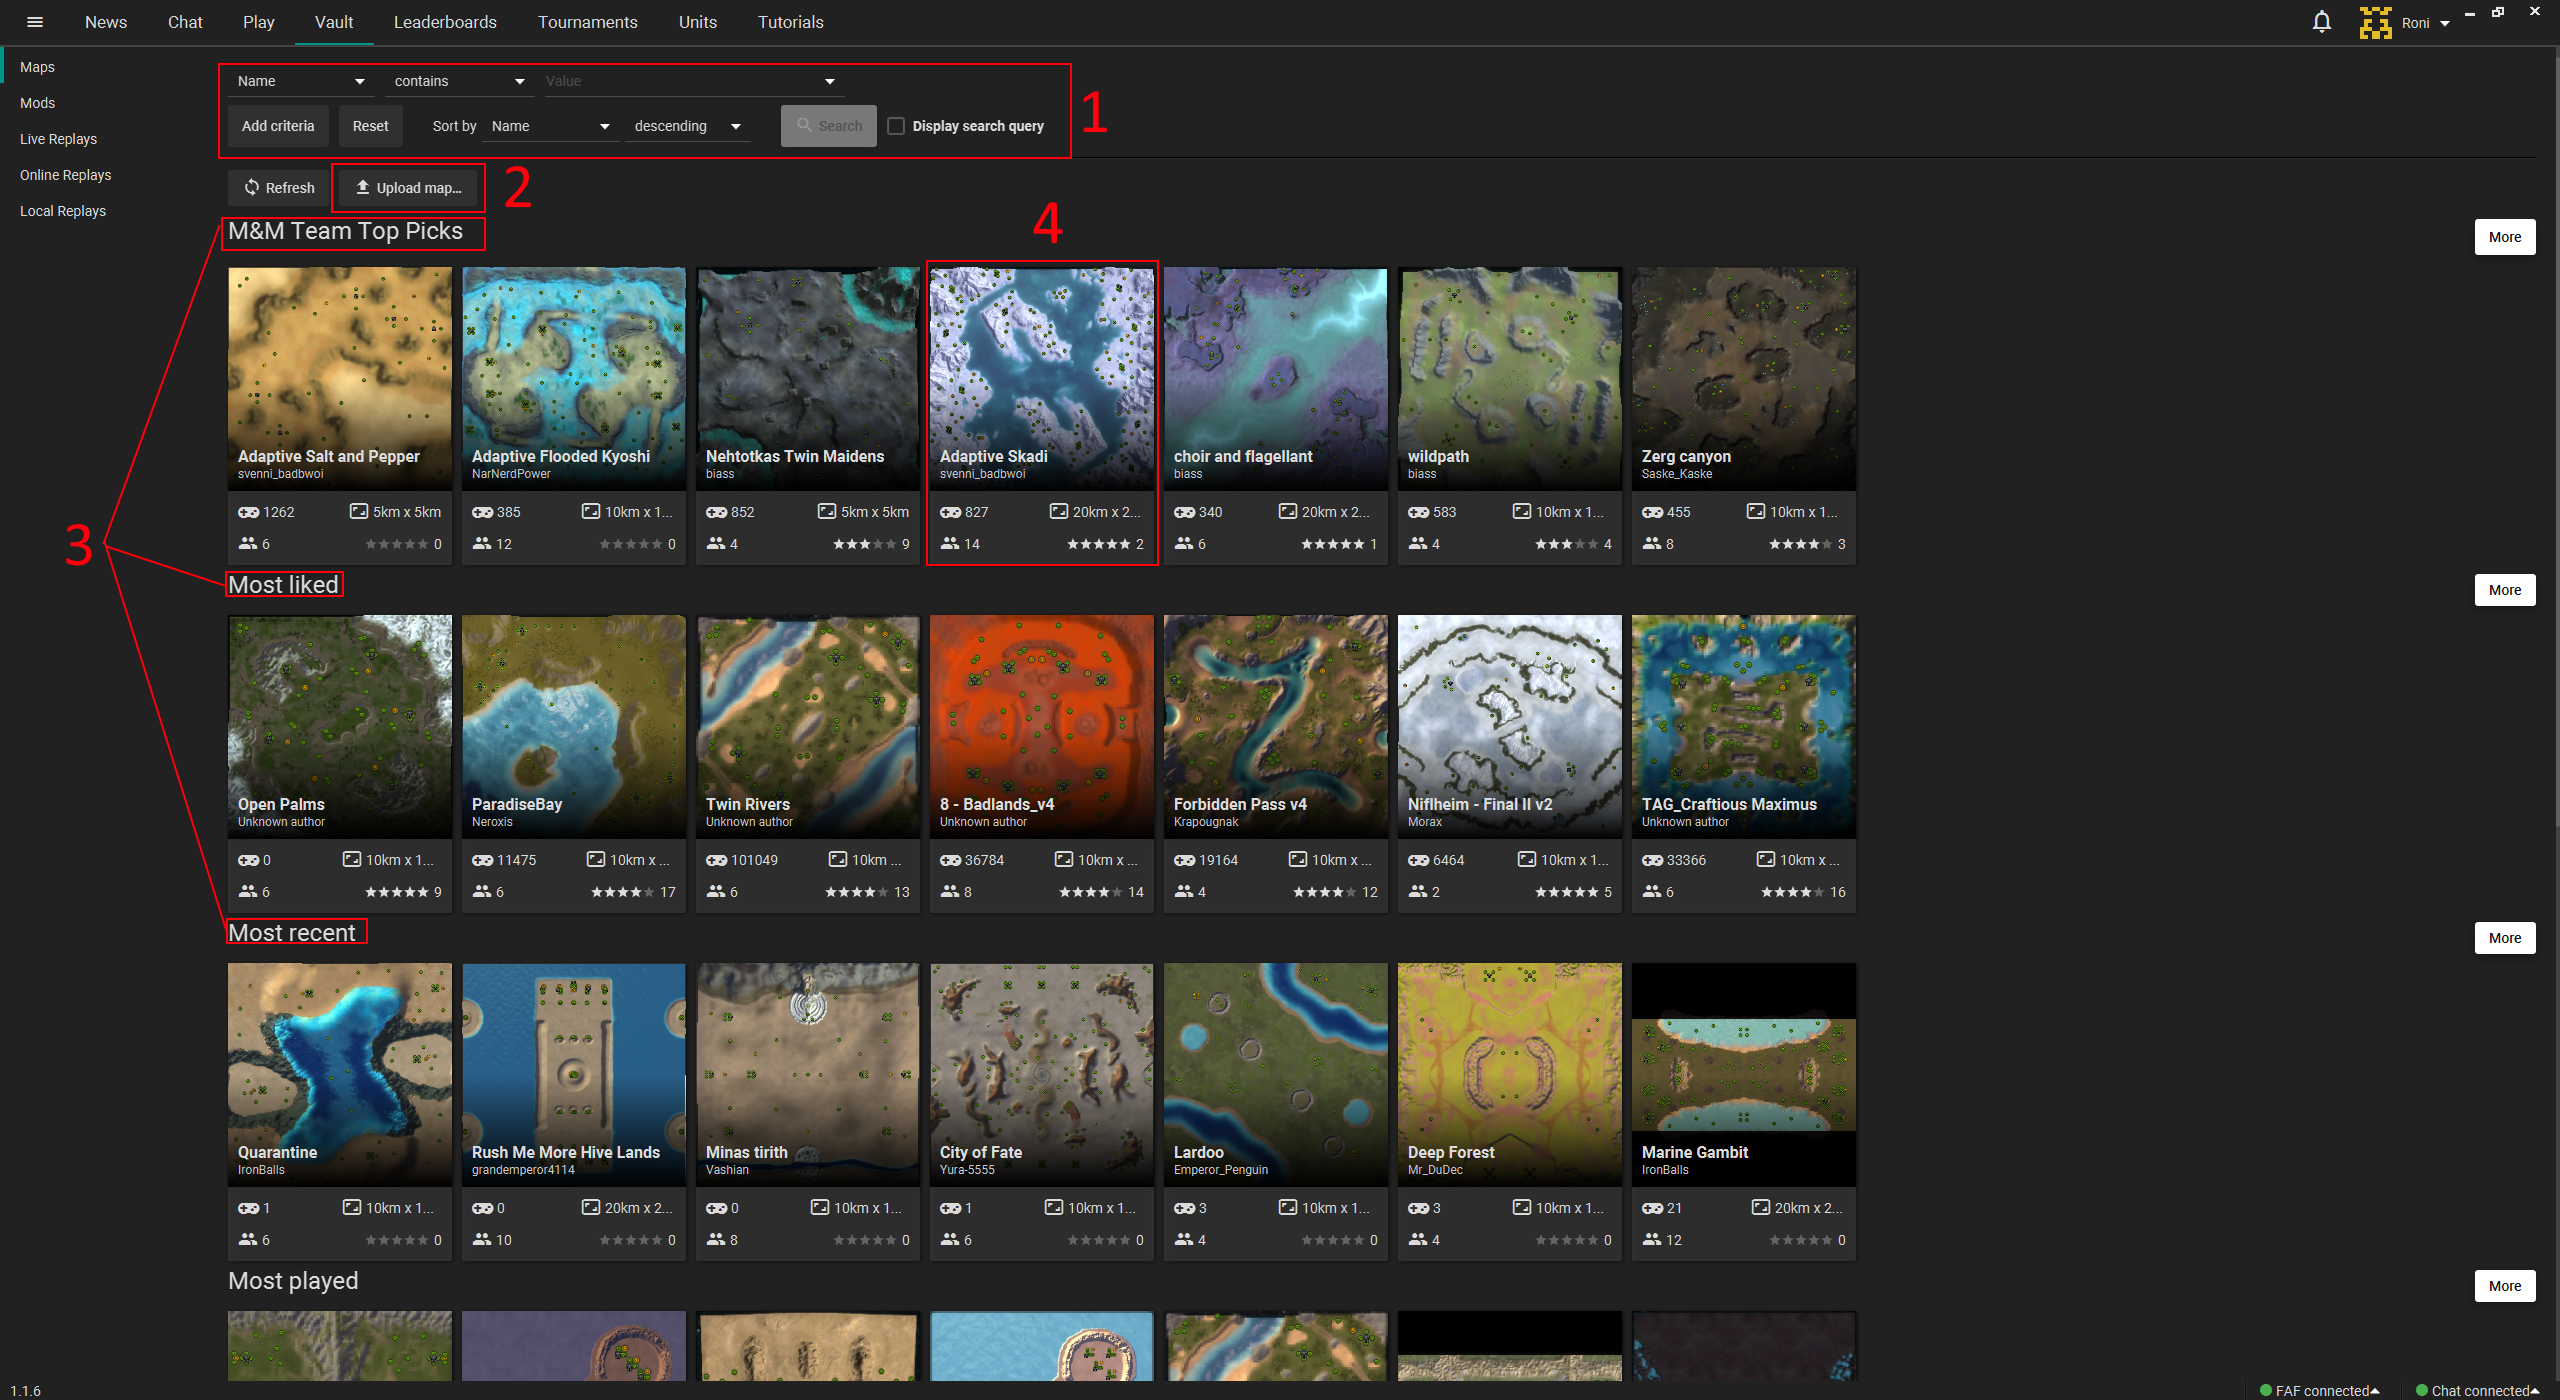 News Chat Play Vault Leaderboards Tournaments Units Tutorials Roni
Maps
Mods
Live Replays
Online Replays
Local Replays
Name contains Value
Add criteria Reset Sort by Name descending Search Display search query
1
Refresh Upload map...
2
M&M Team Top Picks More
4
3
Adaptive Salt and Pepper
svenni_badbwoi
1262 5km x 5km
6 0
Adaptive Flooded Kyoshi
NarNerdPower
385 10km x 1...
12 0
Nehtotkas Twin Maidens
biass
852 5km x 5km
4 9
Adaptive Skadi
svenni_badbwoi
827 20km x 2...
14 2
choir and flagellant
biass
340 20km x 2...
6 1
wildpath
biass
583 10km x 1...
4 4
Zerg canyon
Saske_Kaske
455 10km x 1...
8 3
Most liked More
Open Palms
Unknown author
0 10km x 1...
6 9
ParadiseBay
Neroxis
11475 10km x ...
6 17
Twin Rivers
Unknown author
101049 10km ...
6 13
8 - Badlands_v4
Unknown author
36784 10km x ...
8 14
Forbidden Pass v4
Krapougnak
19164 10km x ...
4 12
Niflheim - Final II v2
Morax
6464 10km x 1...
2 5
TAG_Craftious Maximus
Unknown author
33366 10km x ...
6 16
Most recent More
Quarantine
IronBalls
1 10km x 1...
6 0
Rush Me More Hive Lands
grandemperor4114
0 20km x 2...
10 0
Minas tirith
Vashian
0 10km x 1...
8 0
City of Fate
Yura-5555
1 10km x 1...
6 0
Lardoo
Emperor_Penguin
3 10km x 1...
4 0
Deep Forest
Mr_DuDec
3 10km x 1...
4 0
Marine Gambit
IronBalls
21 20km x 2...
12 0
Most played More
1.1.6 FAF connected Chat connected